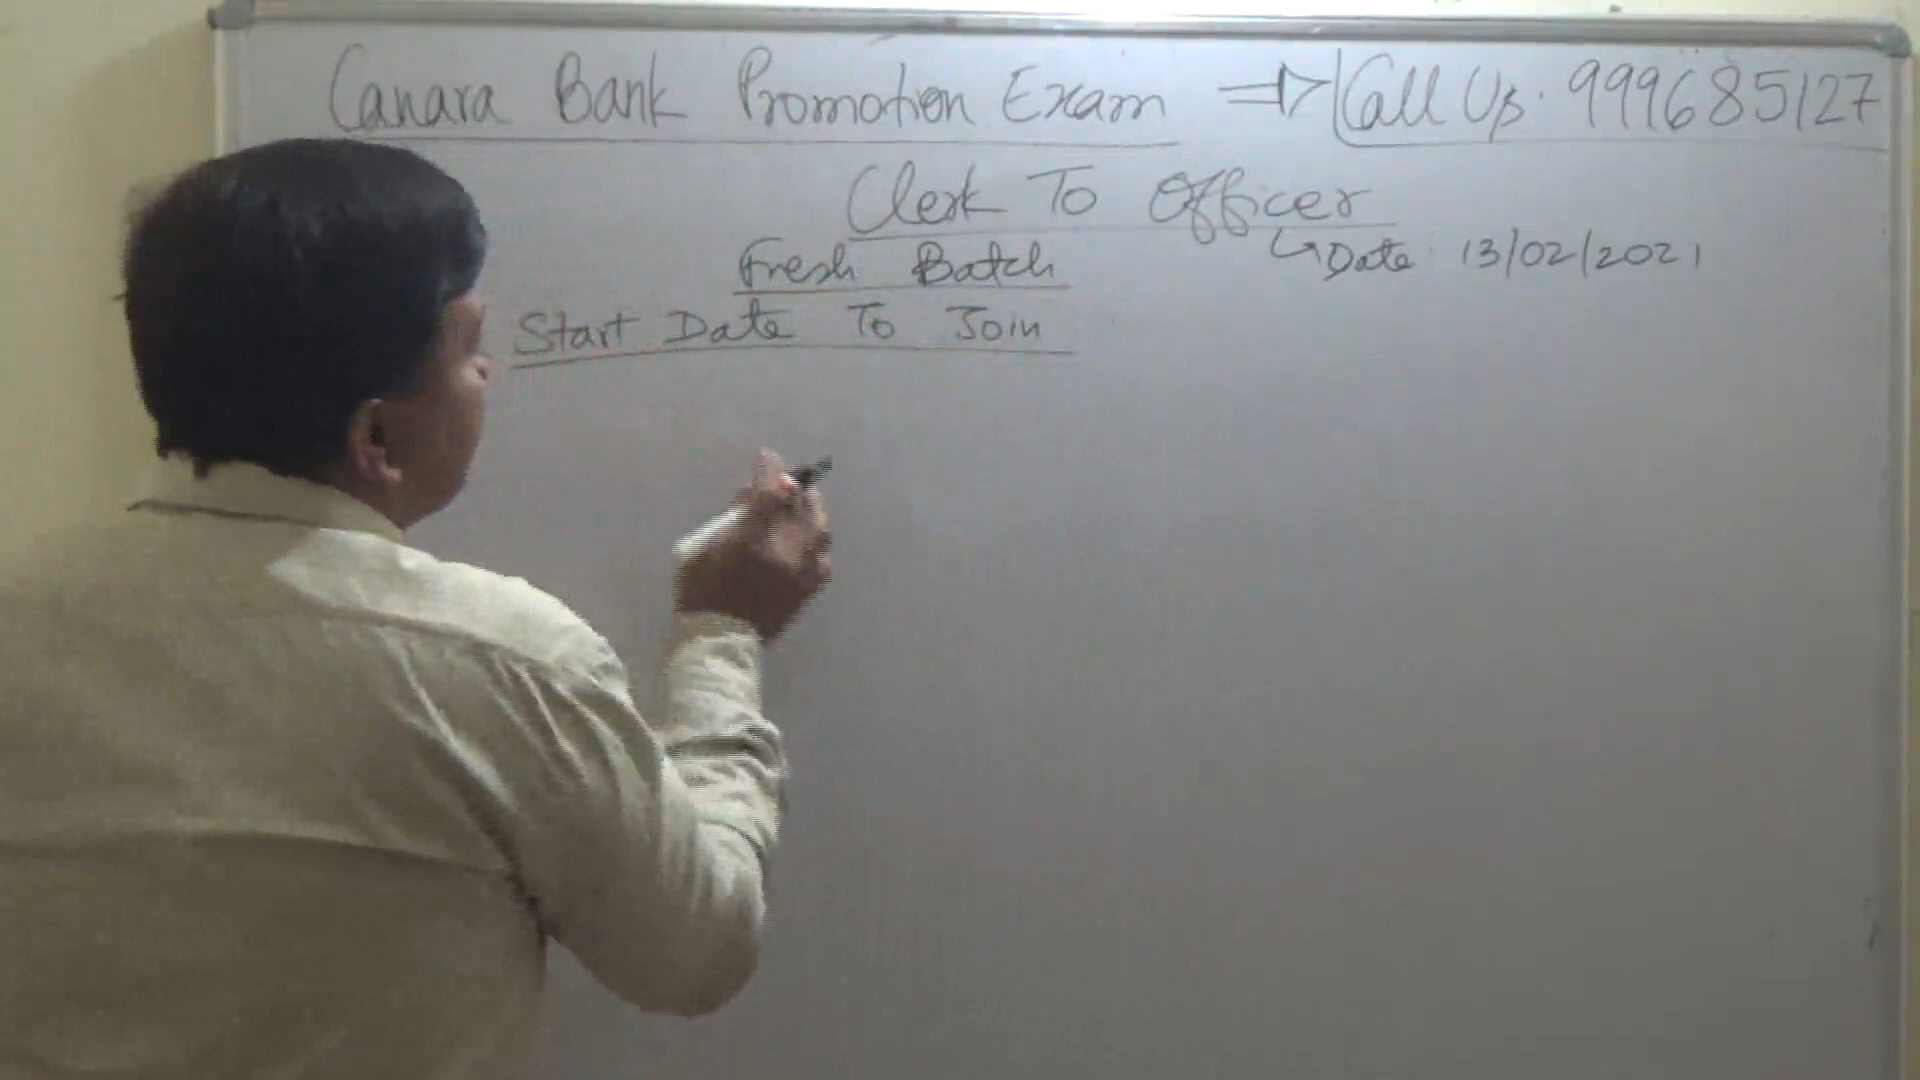 Canara Bank Promotion Exam ⇒ Call Us. 999685127
Clerk To Officer
Fresh Batch ↳ Date 13/02/2021
Start Date To Join